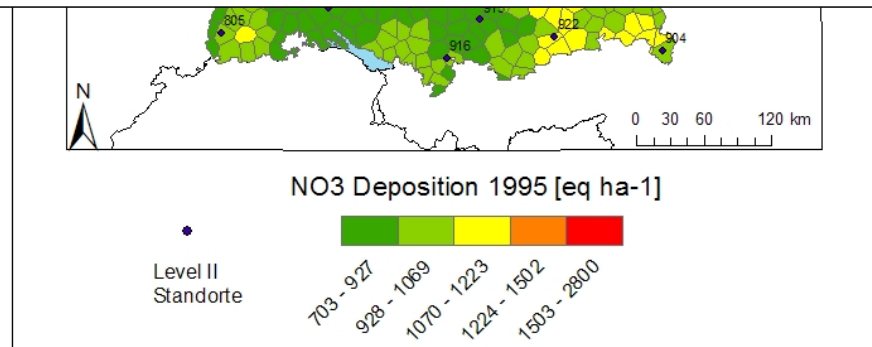 805
922
904
916
N
0 30 60 120 km
NO3 Deposition 1995 [eq ha-1]
Level II
Standorte
703 - 927
928 - 1069
1070 - 1223
1224 - 1502
1503 - 2800